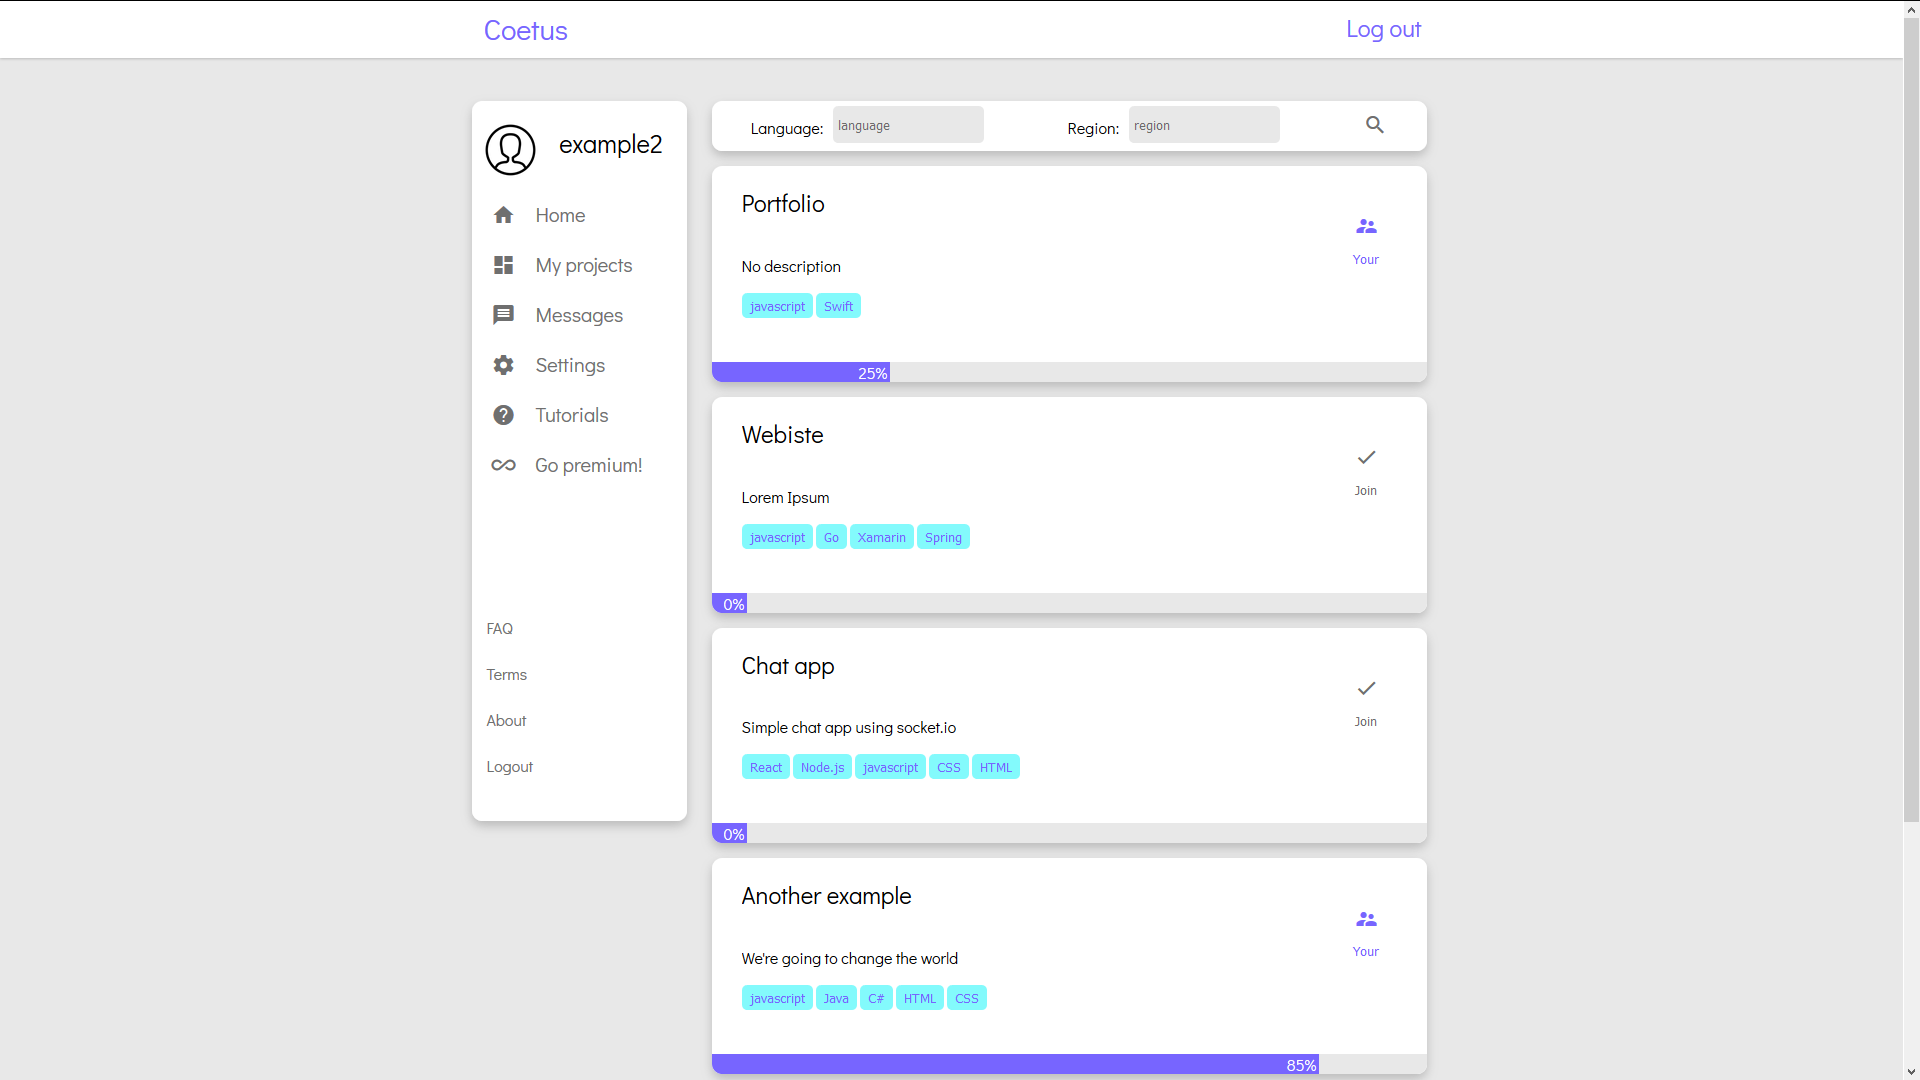 Coetus
Log out
example2
Home
My projects
Messages
Settings
Tutorials
Go premium!
FAQ
Terms
About
Logout
Language: language Region: region
Portfolio
Your
No description
javascript Swift
25%
Webiste
Join
Lorem Ipsum
javascript Go Xamarin Spring
0%
Chat app
Join
Simple chat app using socket.io
React Node.js javascript CSS HTML
0%
Another example
Your
We're going to change the world
javascript Java C# HTML CSS
85%